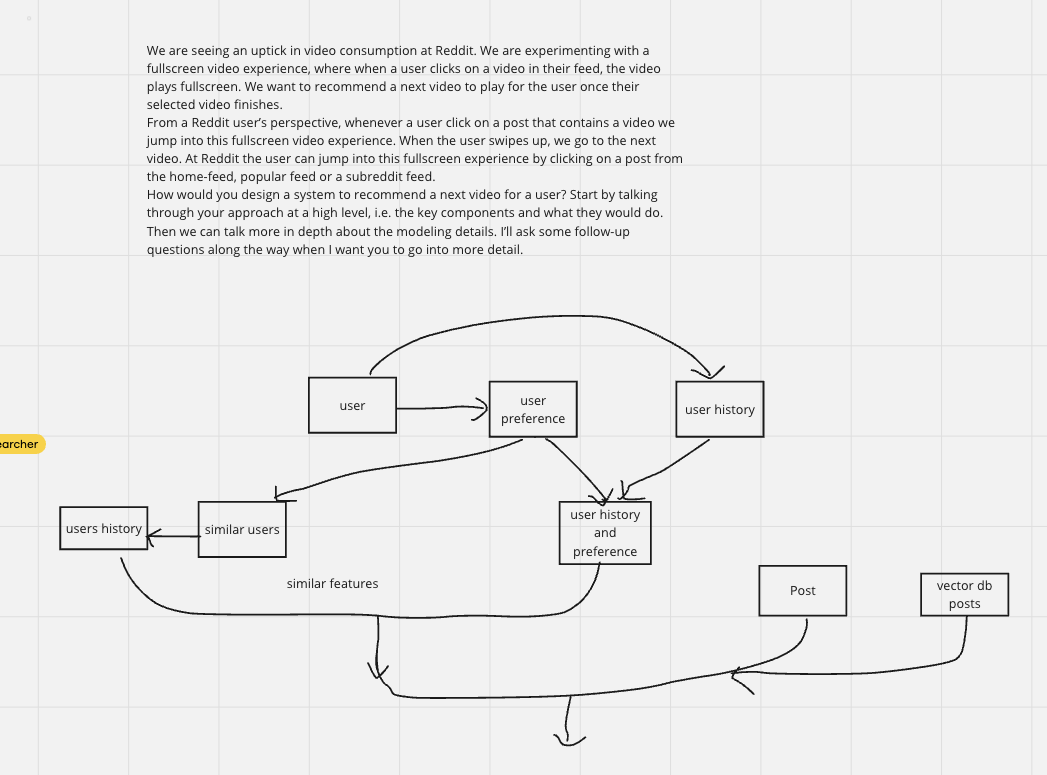 We are seeing an uptick in video consumption at Reddit. We are experimenting with a
fullscreen video experience, where when a user clicks on a video in their feed, the video
plays fullscreen. We want to recommend a next video to play for the user once their
selected video finishes.
From a Reddit user’s perspective, whenever a user click on a post that contains a video we
jump into this fullscreen video experience. When the user swipes up, we go to the next
video. At Reddit the user can jump into this fullscreen experience by clicking on a post from
the home-feed, popular feed or a subreddit feed.
How would you design a system to recommend a next video for a user? Start by talking
through your approach at a high level, i.e. the key components and what they would do.
Then we can talk more in depth about the modeling details. I’ll ask some follow-up
questions along the way when I want you to go into more detail.
user
user
preference
user history
earcher
users history
similar users
user history
and
preference
similar features
Post
vector db
posts